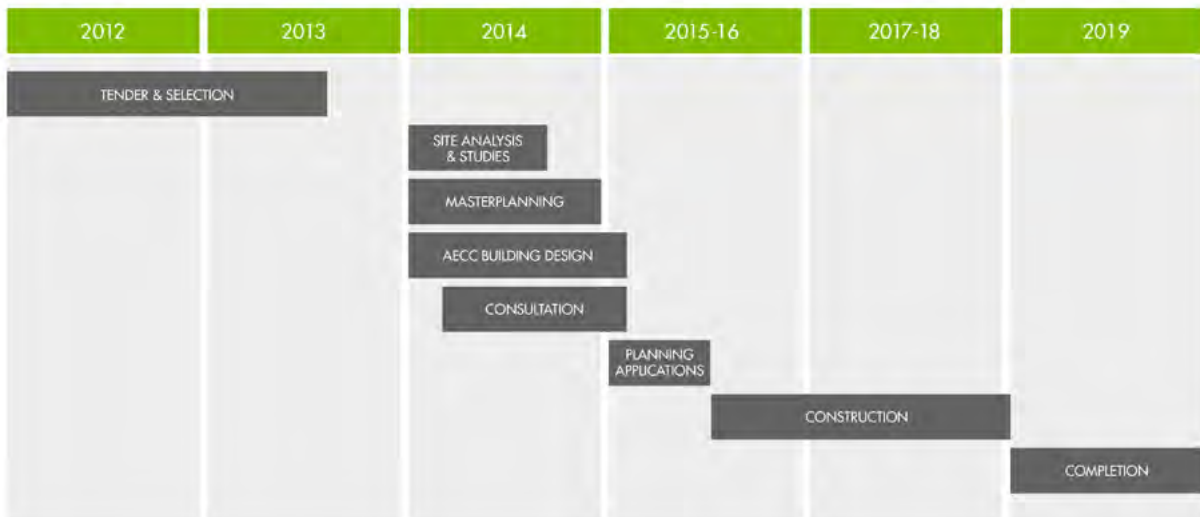 2012 2013 2014 2015-16 2017-18 2019
TENDER & SELECTION
SITE ANALYSIS
& STUDIES
MASTERPLANNING
AECC BUILDING DESIGN
CONSULTATION
PLANNING
APPLICATIONS
CONSTRUCTION
COMPLETION